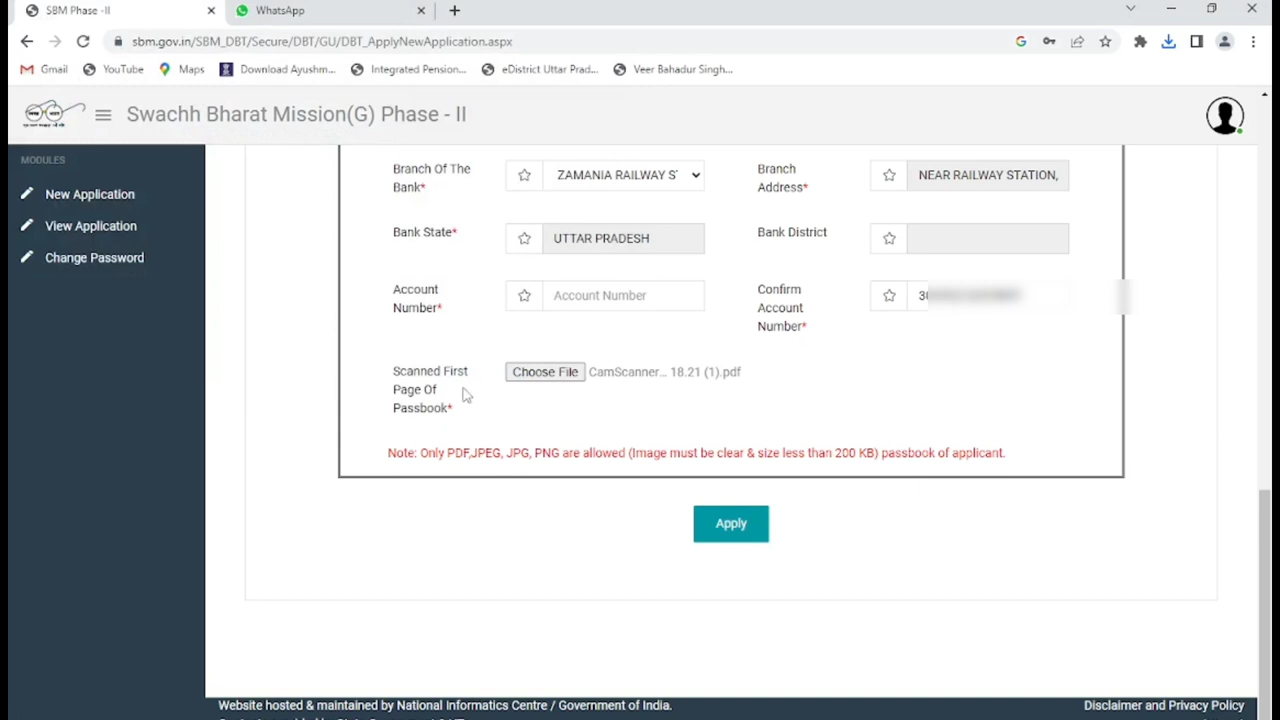 SBM Phase -II
WhatsApp
sbm.gov.in/SBM_DBT/Secure/DBT/GU/DBT_ApplyNewApplication.aspx
Gmail YouTube Maps Download Ayushm... Integrated Pension... eDistrict Uttar Prad... Veer Bahadur Singh...
Swachh Bharat Mission(G) Phase - II
MODULES
New Application
View Application
Change Password
Branch Of The
Bank*
ZAMANIA RAILWAY S
Branch
Address*
NEAR RAILWAY STATION,
Bank State*
UTTAR PRADESH
Bank District
Account
Number*
Account Number
Confirm
Account
Number*
Scanned First
Page Of
Passbook*
Choose File CamScanner... 18.21 (1).pdf
Note: Only PDF,JPEG, JPG, PNG are allowed (Image must be clear & size less than 200 KB) passbook of applicant.
Apply
Website hosted & maintained by National Informatics Centre / Government of India.
Disclaimer and Privacy Policy